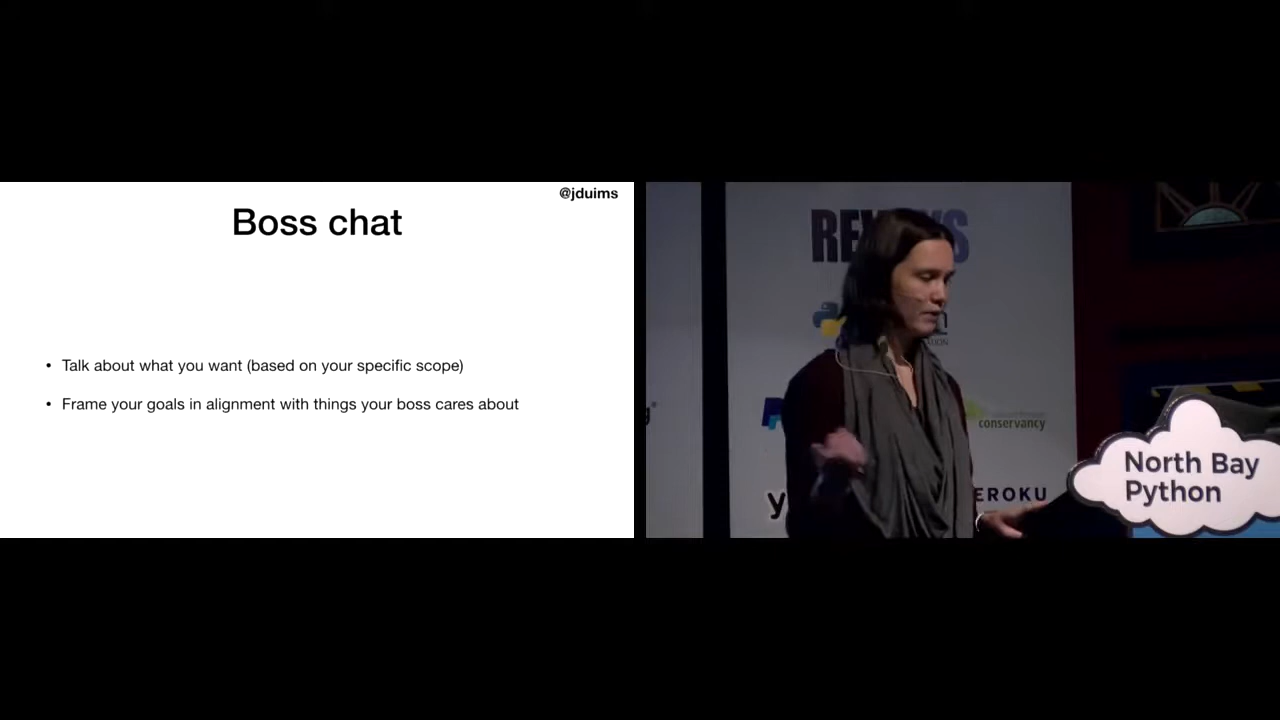 @jduims
Boss chat
• Talk about what you want (based on your specific scope)
• Frame your goals in alignment with things your boss cares about
conservancy
EROKU
North Bay
Python